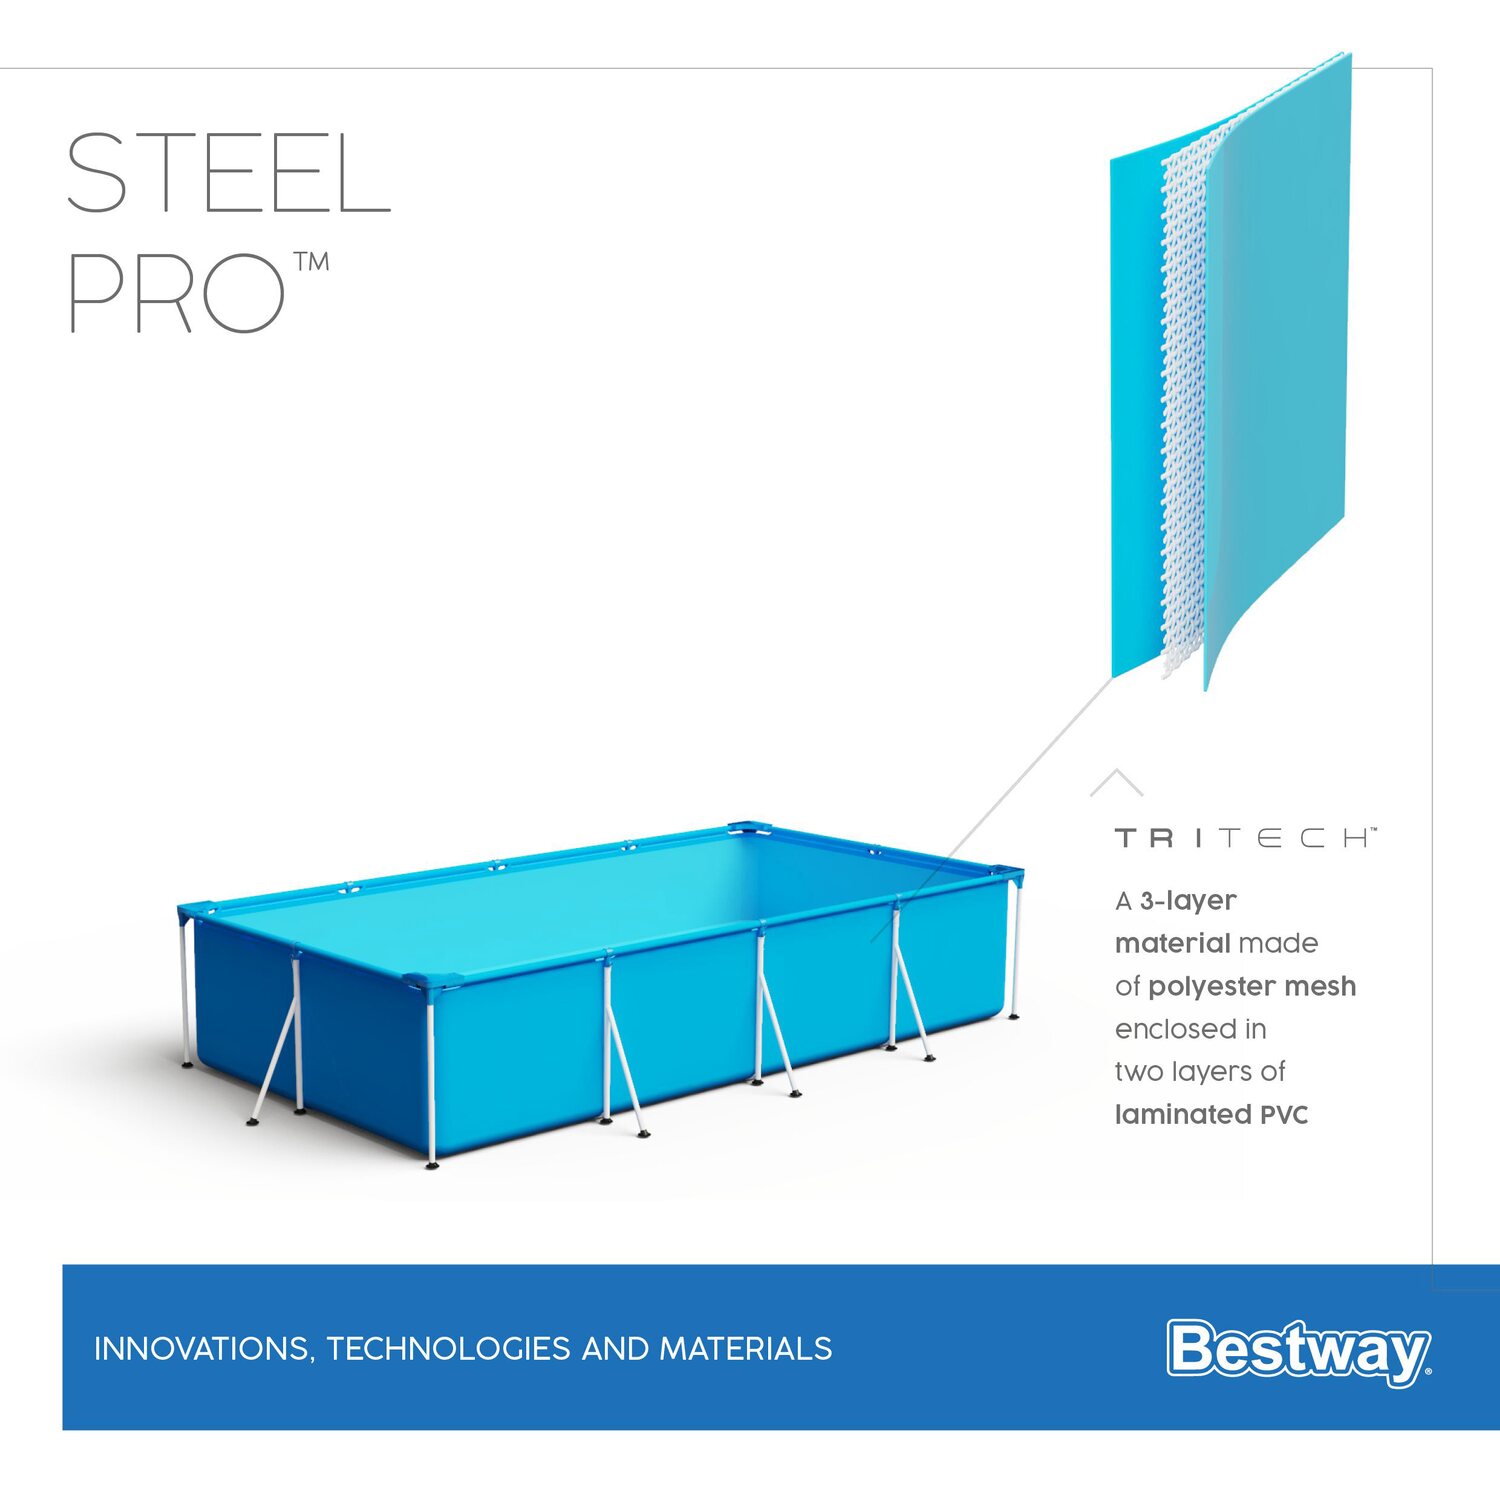 STEEL
PRO™
TRITECH™
A 3-layer
material made
of polyester mesh
enclosed in
two layers of
laminated PVC
INNOVATIONS, TECHNOLOGIES AND MATERIALS
Bestway®